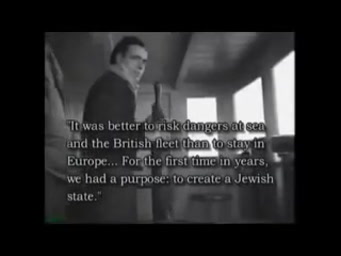 "It was better to risk dangers at sea
and the British fleet than to stay in
Europe... For the first time in years,
we had a purpose: to create a Jewish
state."